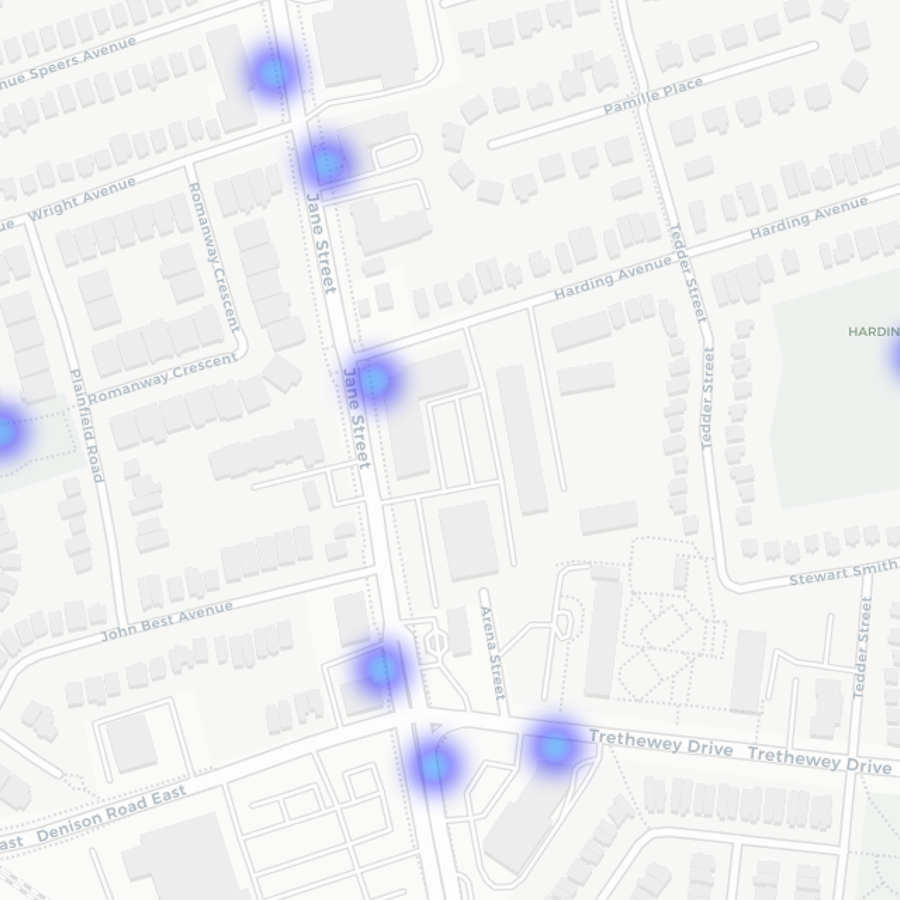 nue Speers Avenue
Pamille Place
ue Wright Avenue
Romanway Crescent
Jane Street
Harding Avenue
Harding Avenue
Tedder Street
HARDIN
Romanway Crescent
Plainfield Road
Jane Street
Tedder Street
Stewart Smith
John Best Avenue
Arena Street
Tedder Street
Trethewey Drive Trethewey Drive
ast Denison Road East